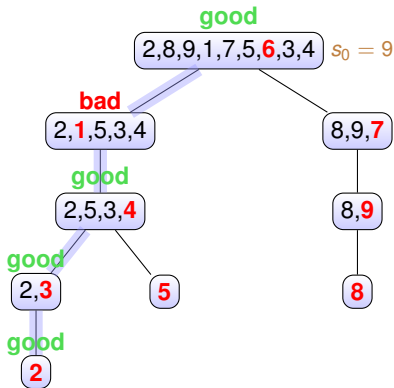 good
2,8,9,1,7,5,6,3,4 s₀ = 9
bad
2,1,5,3,4 8,9,7
good
2,5,3,4 8,9
good
2,3 5 8
good
2